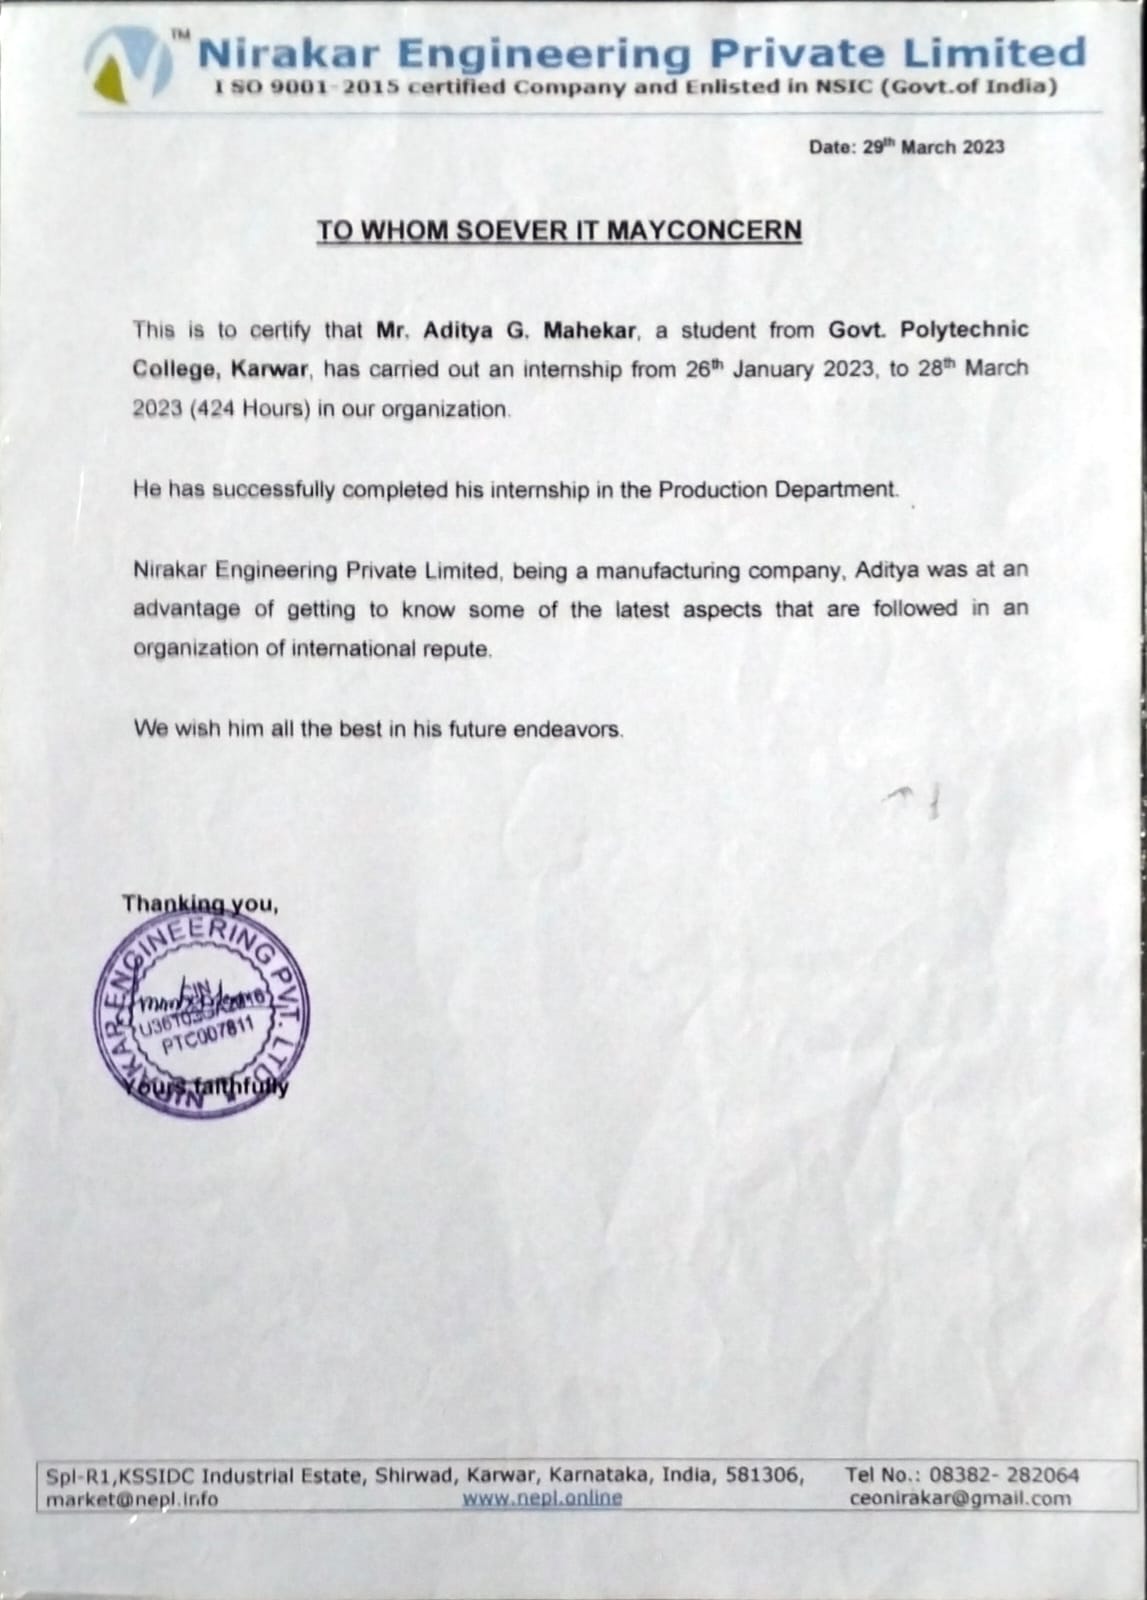 TM
Nirakar Engineering Private Limited
I SO 9001-2015 certified Company and Enlisted in NSIC (Govt.of India)
Date: 29th March 2023
TO WHOM SOEVER IT MAYCONCERN
This is to certify that Mr. Aditya G. Mahekar, a student from Govt. Polytechnic
College, Karwar, has carried out an internship from 26th January 2023, to 28th March
2023 (424 Hours) in our organization.
He has successfully completed his internship in the Production Department.
Nirakar Engineering Private Limited, being a manufacturing company, Aditya was at an
advantage of getting to know some of the latest aspects that are followed in an
organization of international repute.
We wish him all the best in his future endeavors.
Thanking you,
NIRAKAR ENGINEERING PVT. LTD.
CIN
PTC007811
Yours faithfully
Spl-R1,KSSIDC Industrial Estate, Shirwad, Karwar, Karnataka, India, 581306, Tel No.: 08382- 282064
market@nepl.info www.nepl.online ceonirakar@gmail.com